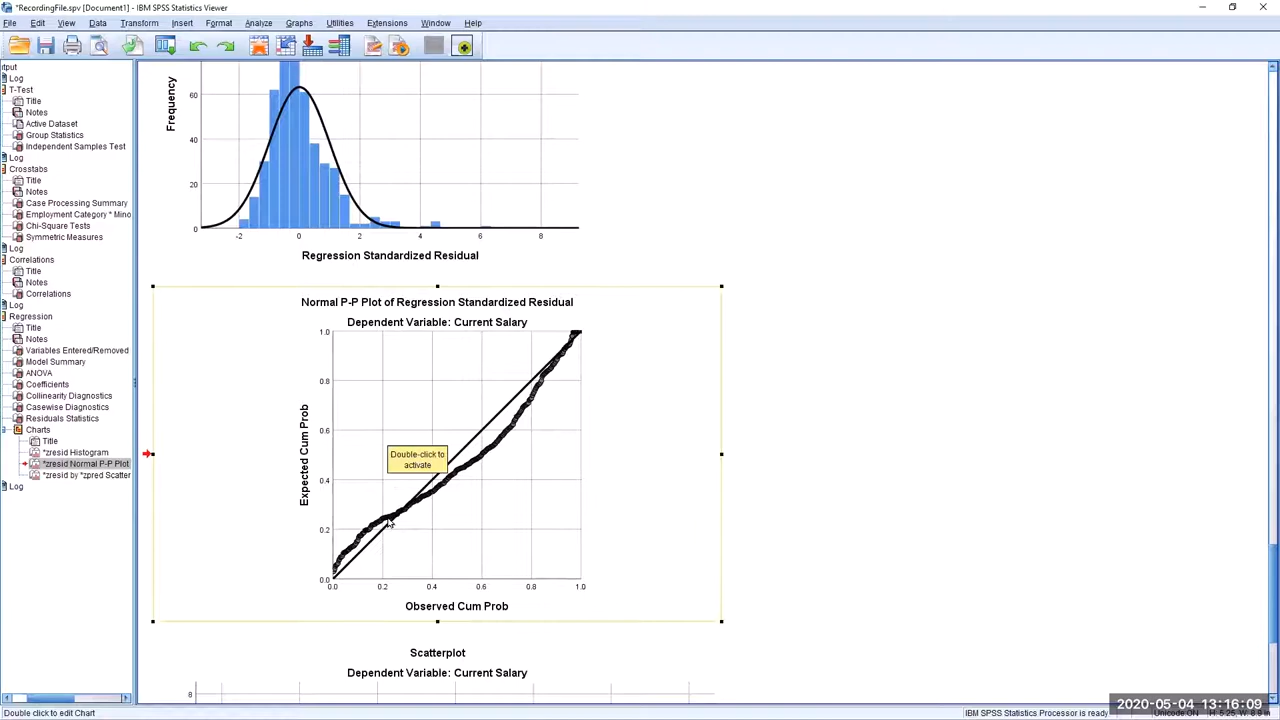 *RecordingFile.spv [Document1] - IBM SPSS Statistics Viewer
File Edit View Data Transform Insert Format Analyze Graphs Utilities Extensions Window Help
tput
Log
T-Test
Title
Notes
Active Dataset
Group Statistics
Independent Samples Test
Log
Crosstabs
Title
Notes
Case Processing Summary
Employment Category * Mino
Chi-Square Tests
Symmetric Measures
Log
Correlations
Title
Notes
Correlations
Log
Regression
Title
Notes
Variables Entered/Removed
Model Summary
ANOVA
Coefficients
Collinearity Diagnostics
Casewise Diagnostics
Residuals Statistics
Charts
Title
*zresid Histogram
*zresid Normal P-P Plot
*zresid by *zpred Scatter
Log
Frequency
60
40
20
0
-2 0 2 4 6 8
Regression Standardized Residual
Normal P-P Plot of Regression Standardized Residual
Dependent Variable: Current Salary
Expected Cum Prob
1.0
0.8
0.6
0.4
0.2
0.0
Double-click to
activate
0.0 0.2 0.4 0.6 0.8 1.0
Observed Cum Prob
Scatterplot
Dependent Variable: Current Salary
8
2020-05-04 13:16:09
Double click to edit Chart
IBM SPSS Statistics Processor is ready
Unicode:ON H: 5.25, W: 8.9 in